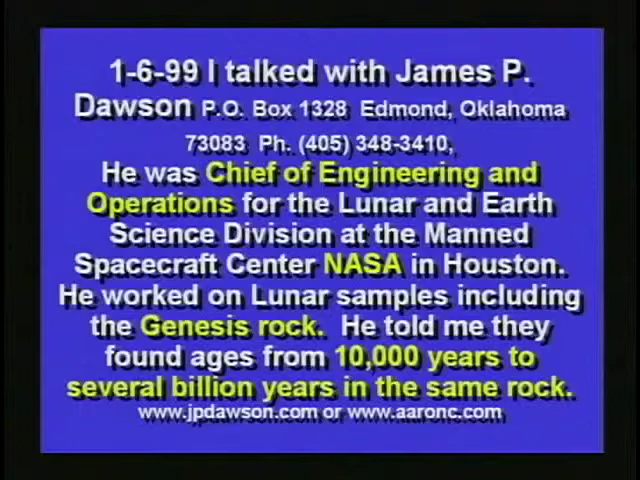 1-6-99 I talked with James P.
Dawson P.O. Box 1328 Edmond, Oklahoma
73083 Ph. (405) 348-3410,
He was Chief of Engineering and
Operations for the Lunar and Earth
Science Division at the Manned
Spacecraft Center NASA in Houston.
He worked on Lunar samples including
the Genesis rock. He told me they
found ages from 10,000 years to
several billion years in the same rock.
www.jpdawson.com or www.aaronc.com